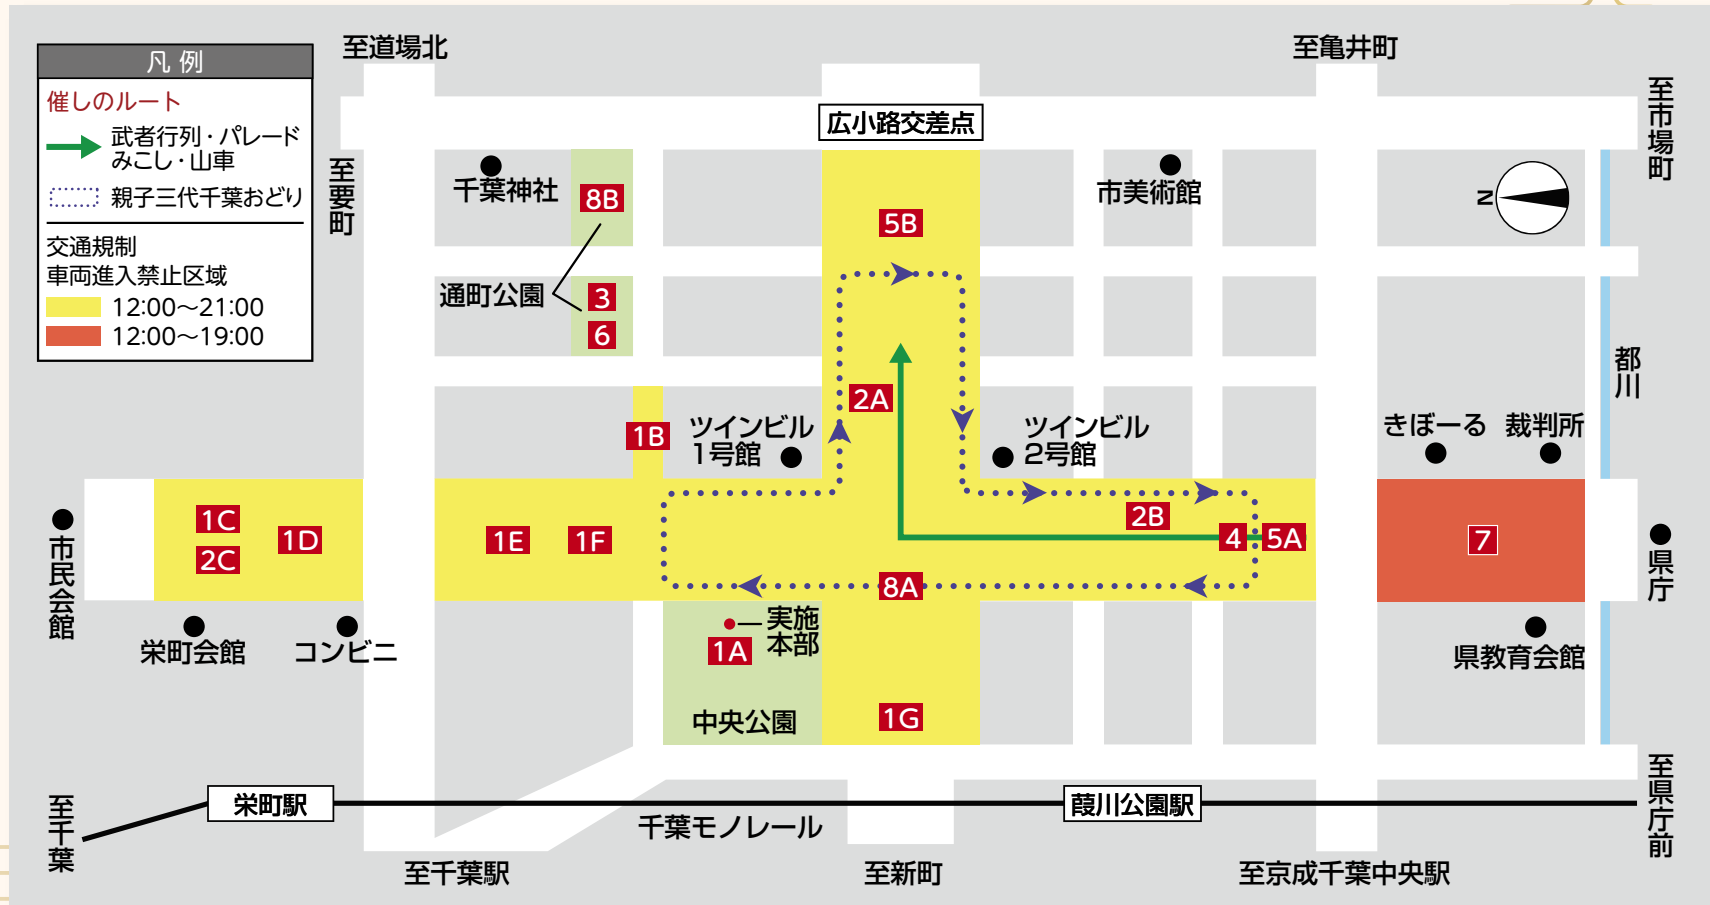 凡例
催しのルート
武者行列・パレード
みこし・山車
親子三代千葉おどり
交通規制
車両進入禁止区域
12:00～21:00
12:00～19:00
至道場北
至亀井町
至市場町
至要町
広小路交差点
千葉神社
8B
5B
市美術館
N
通町公園
3
6
都川
2A
1B
ツインビル
1号館
ツインビル
2号館
きぼーる
裁判所
市民会館
1C
2C
1D
1E
1F
2B
4
5A
7
県庁
8A
栄町会館
コンビニ
実施
本部
1A
中央公園
1G
県教育会館
至千葉
栄町駅
千葉モノレール
葭川公園駅
至県庁前
至千葉駅
至新町
至京成千葉中央駅